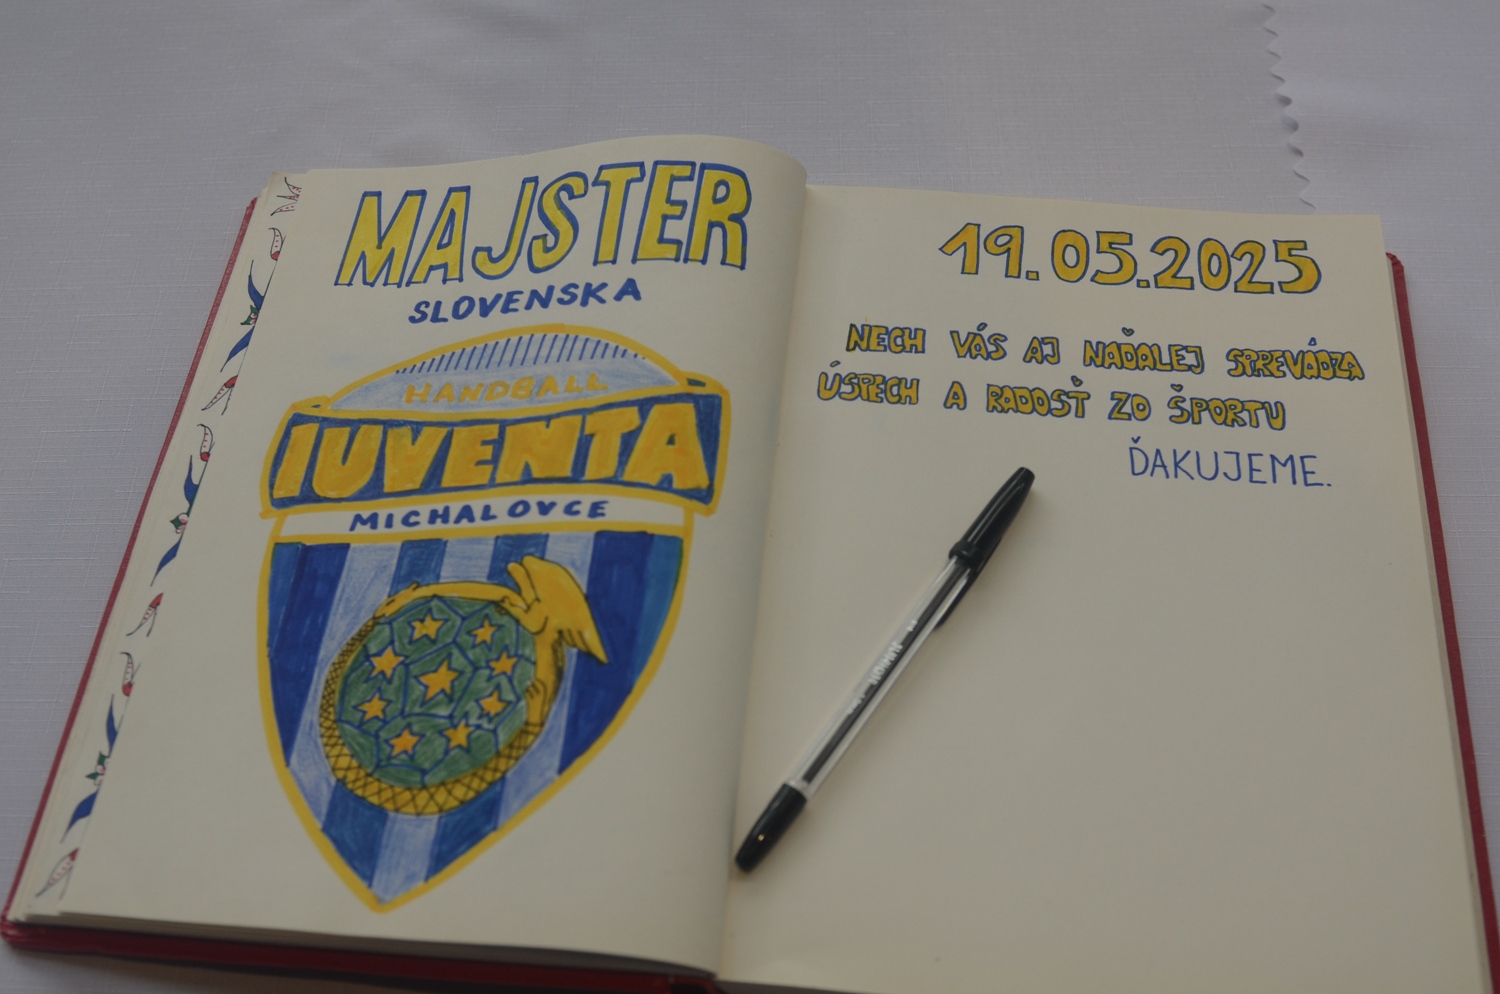 MAJSTER
SLOVENSKA
HANDBALL
IUVENTA
MICHALOVCE
19.05.2025
NECH VÁS AJ NAĎALEJ SPREVÁDZA
ÚSPECH A RADOSŤ ZO ŠPORTU
ĎAKUJEME.